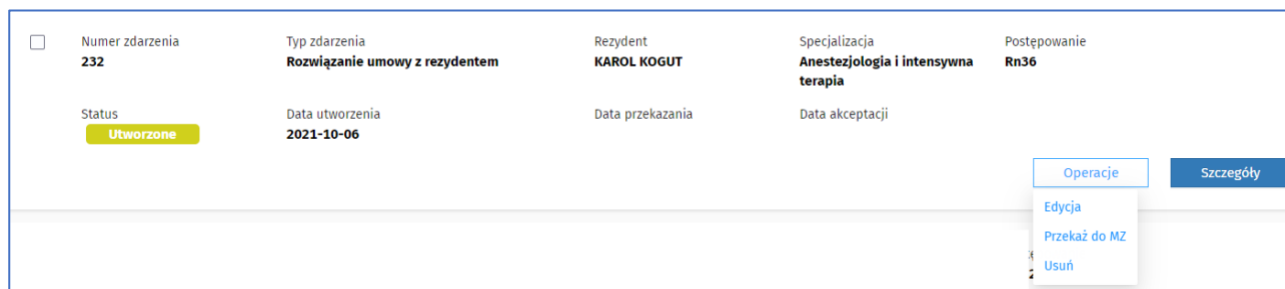 Numer zdarzenia Typ zdarzenia Rezydent Specjalizacja Postępowanie
232 Rozwiązanie umowy z rezydentem KAROL KOGUT Anestezjologia i intensywna Rn36
terapia
Status Data utworzenia Data przekazania Data akceptacji
Utworzone 2021-10-06
Operacje Szczegóły
Edycja
Przekaż do MZ
Usuń